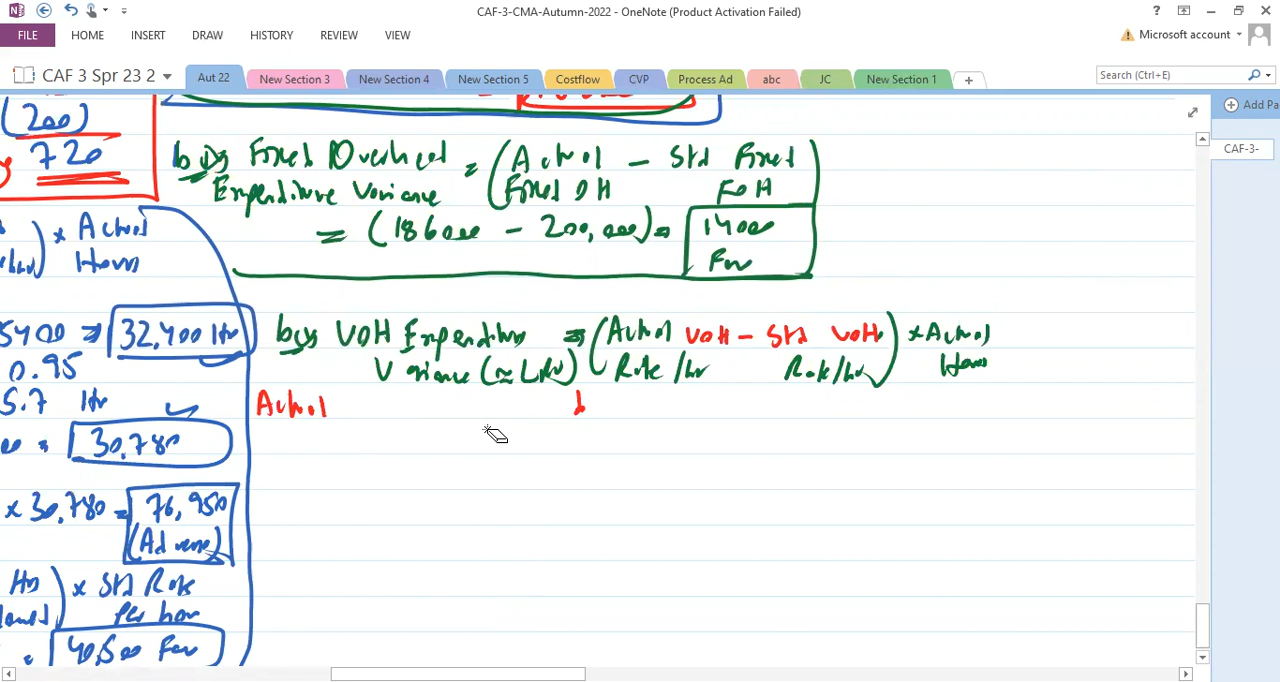 CAF-3-CMA-Autumn-2022 - OneNote (Product Activation Failed)
FILE HOME INSERT DRAW HISTORY REVIEW VIEW
Microsoft account
CAF 3 Spr 23 2
Aut 22 New Section 3 New Section 4 New Section 5 Costflow CVP Process Ad abc JC New Section 1
Search (Ctrl+E)
Add Pa
CAF-3-
(200)
720
Fixed Overhead = (Actual - Std Fixed)
Expenditure Variance Fixed OH FOH
= (186000 - 200,000) = 14000
Fav
× Actual
Hours
5400 => 32,400 Hr
0.95
5.7 Hr
= 30,780
× 30,780 = 76,950
(Adverse)
Hrs × Std Rate
per hour
= 40,500 Fav
VOH Expenditure = (Actual VOH - Std VOH) × Actual
Variance (≈ LRV) Rate/hr Rate/hr Hours
Actual